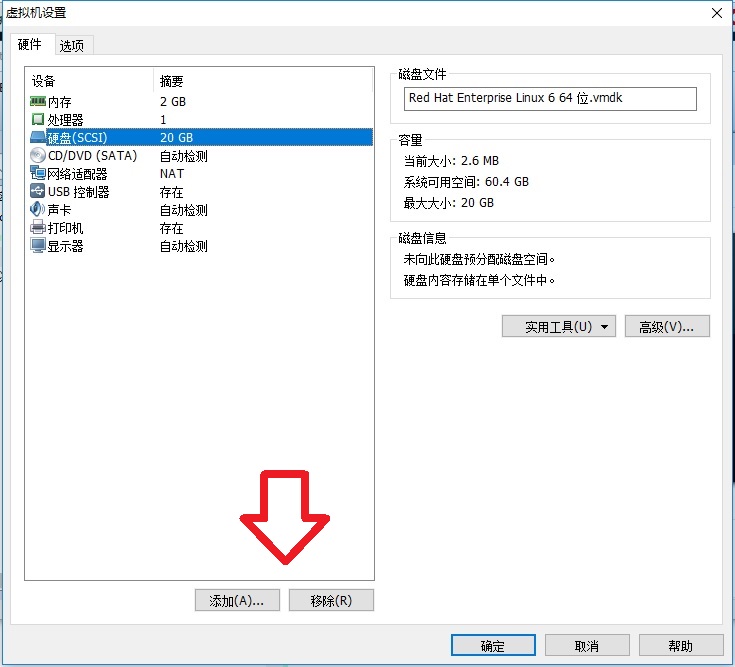 虚拟机设置
硬件 选项
设备 摘要
内存 2 GB
处理器 1
硬盘(SCSI) 20 GB
CD/DVD (SATA) 自动检测
网络适配器 NAT
USB 控制器 存在
声卡 自动检测
打印机 存在
显示器 自动检测
添加(A)... 移除(R)
磁盘文件
Red Hat Enterprise Linux 6 64 位.vmdk
容量
当前大小: 2.6 MB
系统可用空间: 60.4 GB
最大大小: 20 GB
磁盘信息
未向此硬盘预分配磁盘空间。
硬盘内容存储在单个文件中。
实用工具(U) 高级(V)...
确定 取消 帮助